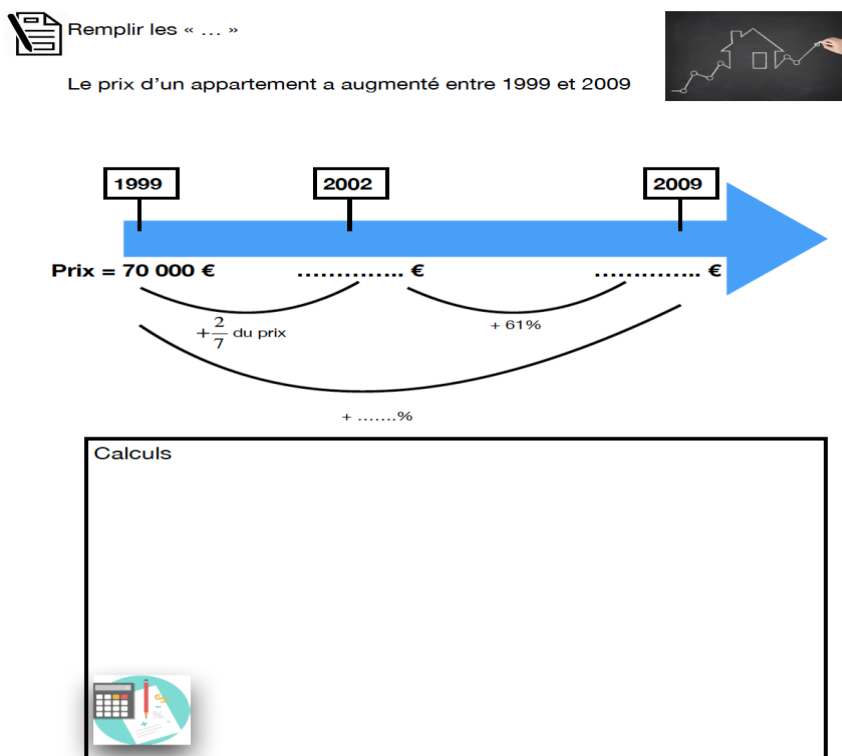 Remplir les « ... »
Le prix d'un appartement a augmenté entre 1999 et 2009
1999 2002 2009
Prix = 70 000 € .............. € .............. €
+2/7 du prix + 61%
+ .......%
Calculs